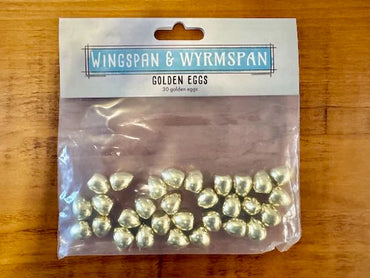 WINGSPAN & WYRMSPAN
GOLDEN EGGS
30 golden eggs